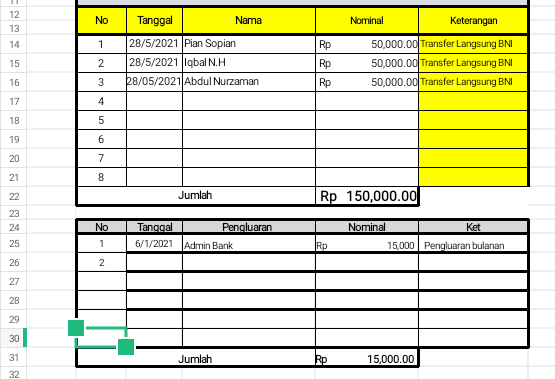 11
12 No Tanggal Nama Nominal Keterangan
13
14 1 28/5/2021 Pian Sopian Rp 50,000.00 Transfer Langsung BNI
15 2 28/5/2021 Iqbal N.H Rp 50,000.00 Transfer Langsung BNI
16 3 28/05/2021 Abdul Nurzaman Rp 50,000.00 Transfer Langsung BNI
17 4
18 5
19 6
20 7
21 8
22 Jumlah Rp 150,000.00
23
24 No Tanggal Pengluaran Nominal Ket
25 1 6/1/2021 Admin Bank Rp 15,000 Pengluaran bulanan
26 2
27
28
29
30
31 Jumlah Rp 15,000.00
32